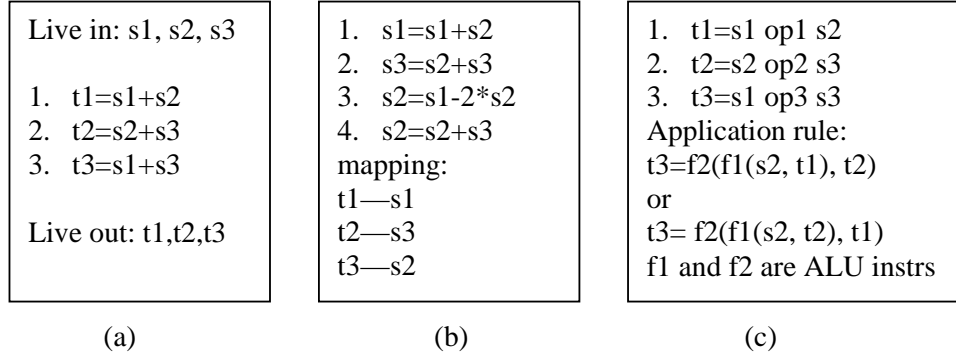 Live in: s1, s2, s3
1. t1=s1+s2
2. t2=s2+s3
3. t3=s1+s3
Live out: t1,t2,t3
(a)
1. s1=s1+s2
2. s3=s2+s3
3. s2=s1-2*s2
4. s2=s2+s3
mapping:
t1—s1
t2—s3
t3—s2
(b)
1. t1=s1 op1 s2
2. t2=s2 op2 s3
3. t3=s1 op3 s3
Application rule:
t3=f2(f1(s2, t1), t2)
or
t3= f2(f1(s2, t2), t1)
f1 and f2 are ALU instrs
(c)